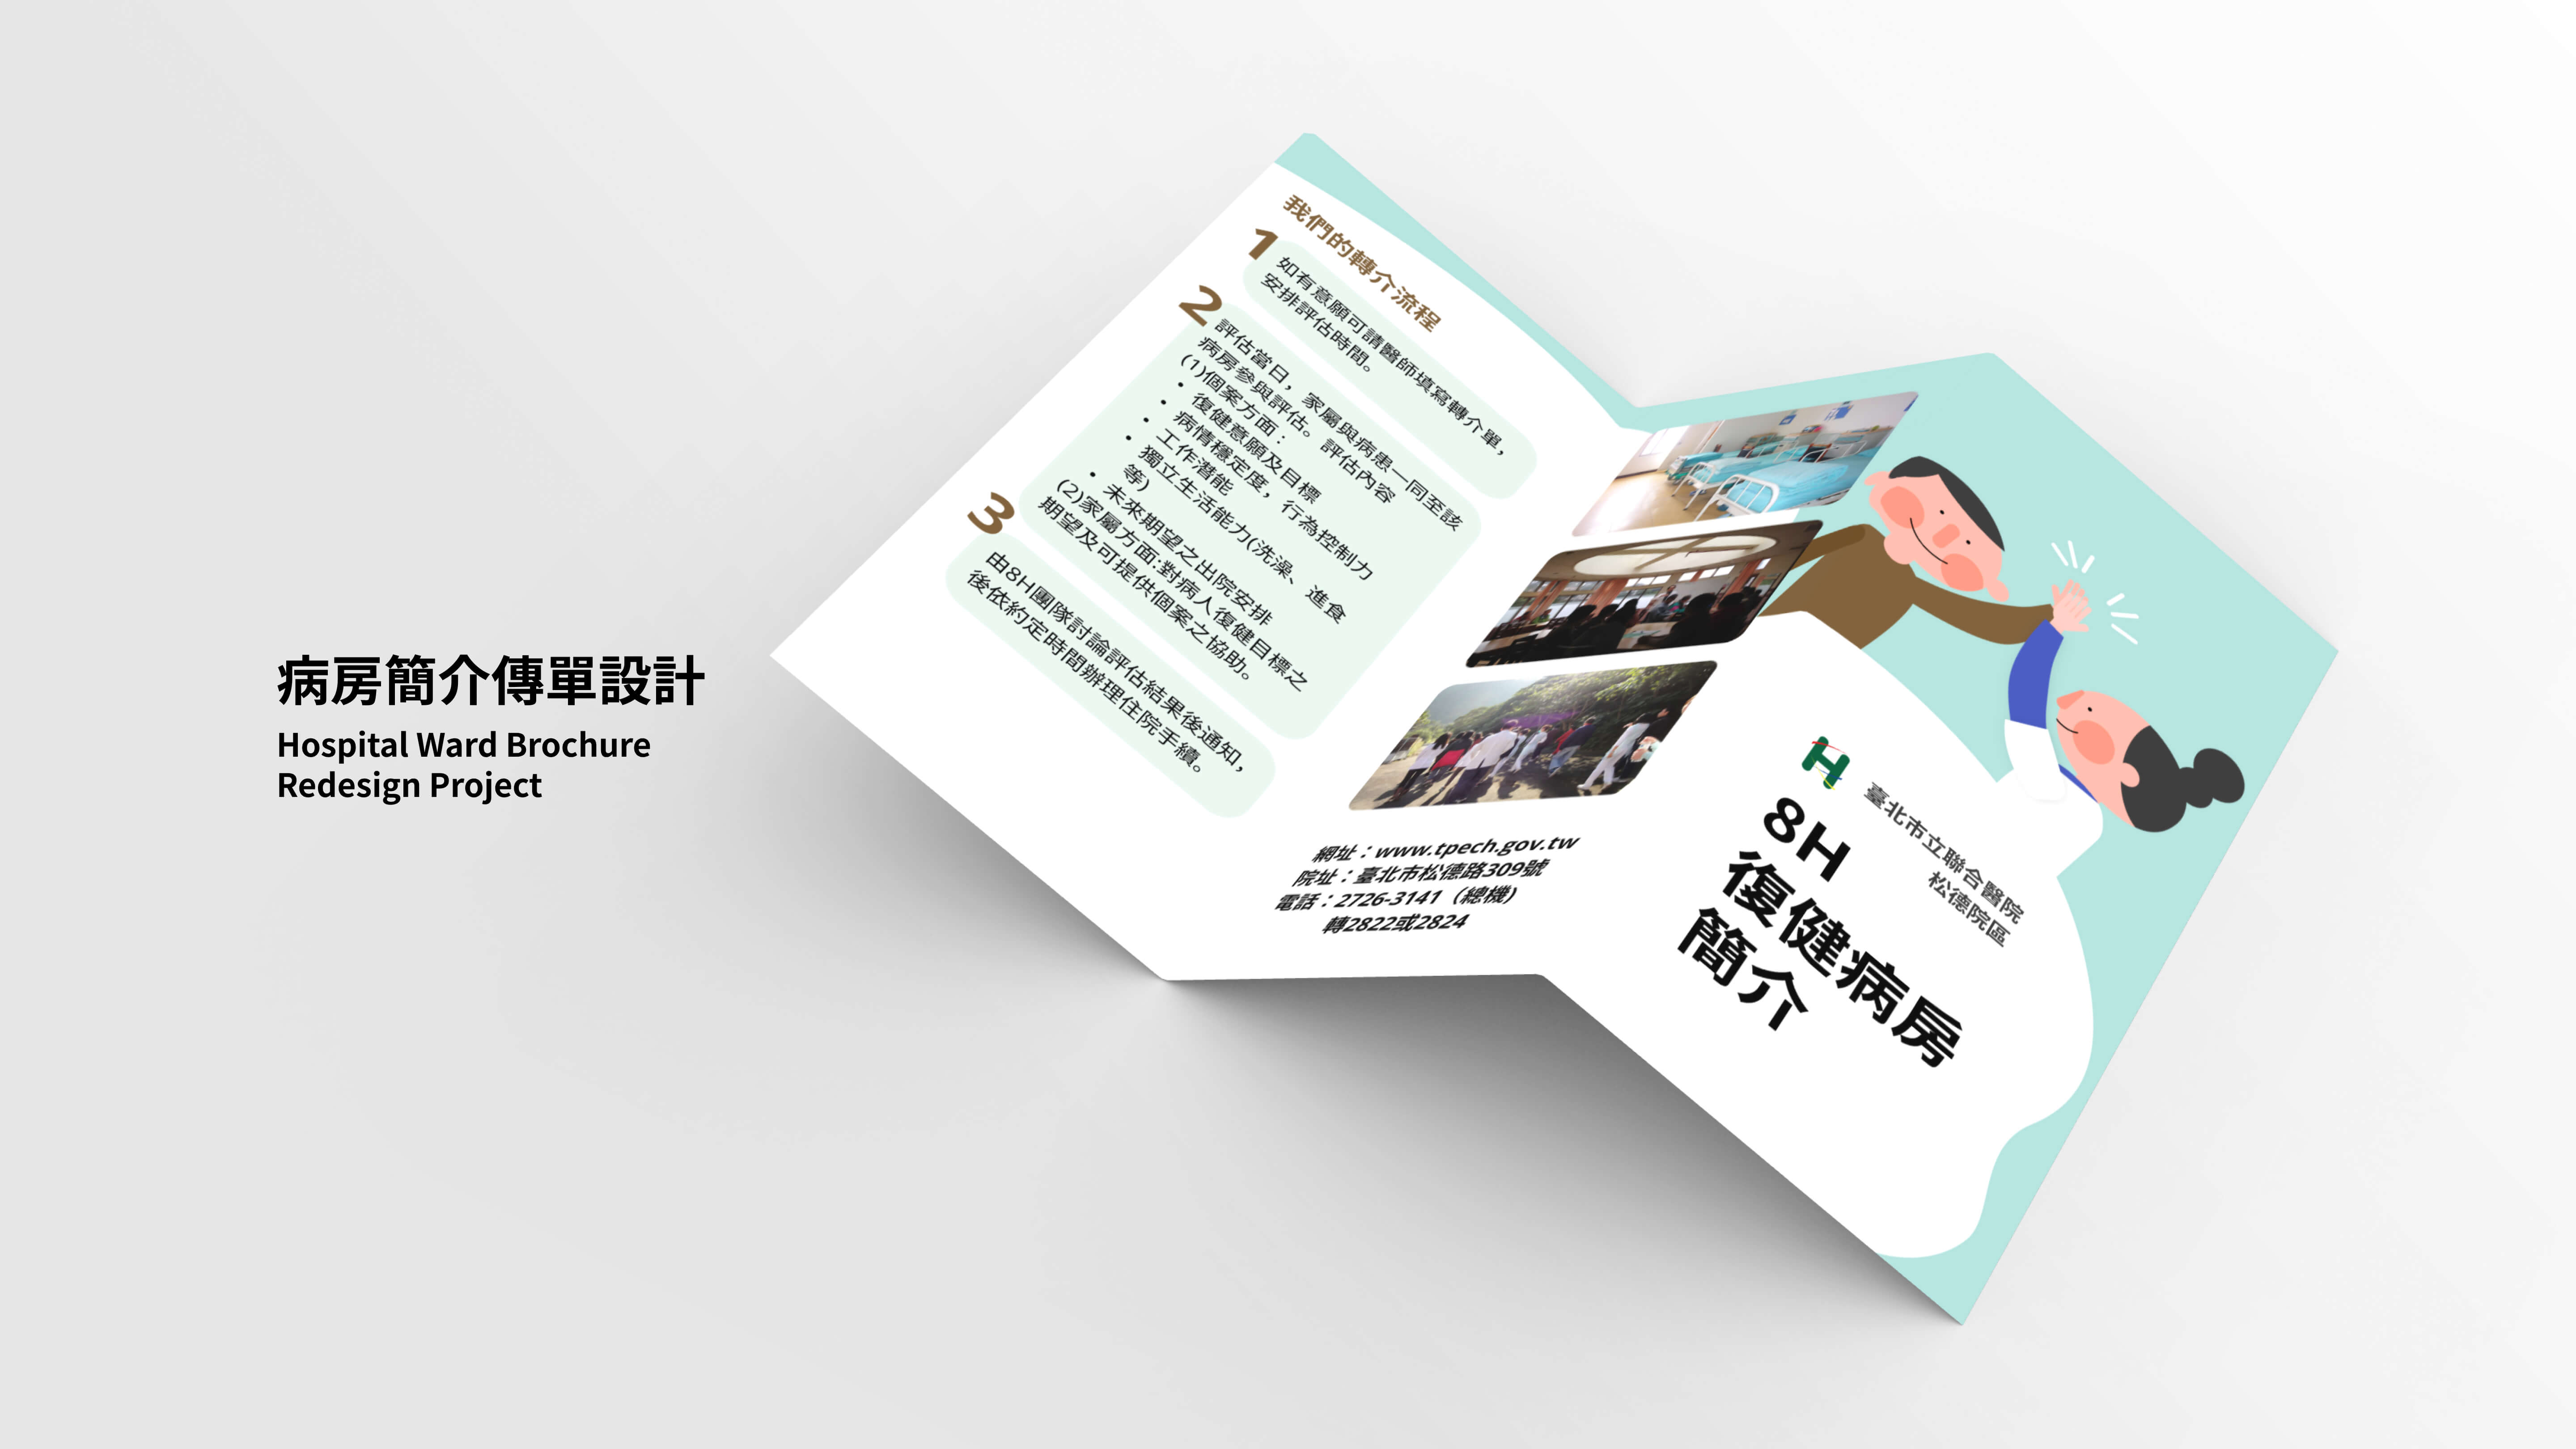 病房簡介傳單設計
Hospital Ward Brochure
Redesign Project
我們的轉介流程
1
如有意願可請醫師填寫轉介單，
安排評估時間。
2
評估當日，家屬與病患一同至該
病房參與評估。評估內容
(1)個案方面：
• 復健意願及目標
• 病情穩定度，行為控制力
• 工作潛能
• 獨立生活能力(洗澡、進食
等)
• 未來期望之出院安排
(2)家屬方面:對病人復健目標之
期望及可提供個案之協助。
3
由8H團隊討論評估結果後通知，
後依約定時間辦理住院手續。
網址：www.tpech.gov.tw
院址：臺北市松德路309號
電話：2726-3141（總機）
轉2822或2824
臺北市立聯合醫院
松德院區
8H
復健病房
簡介